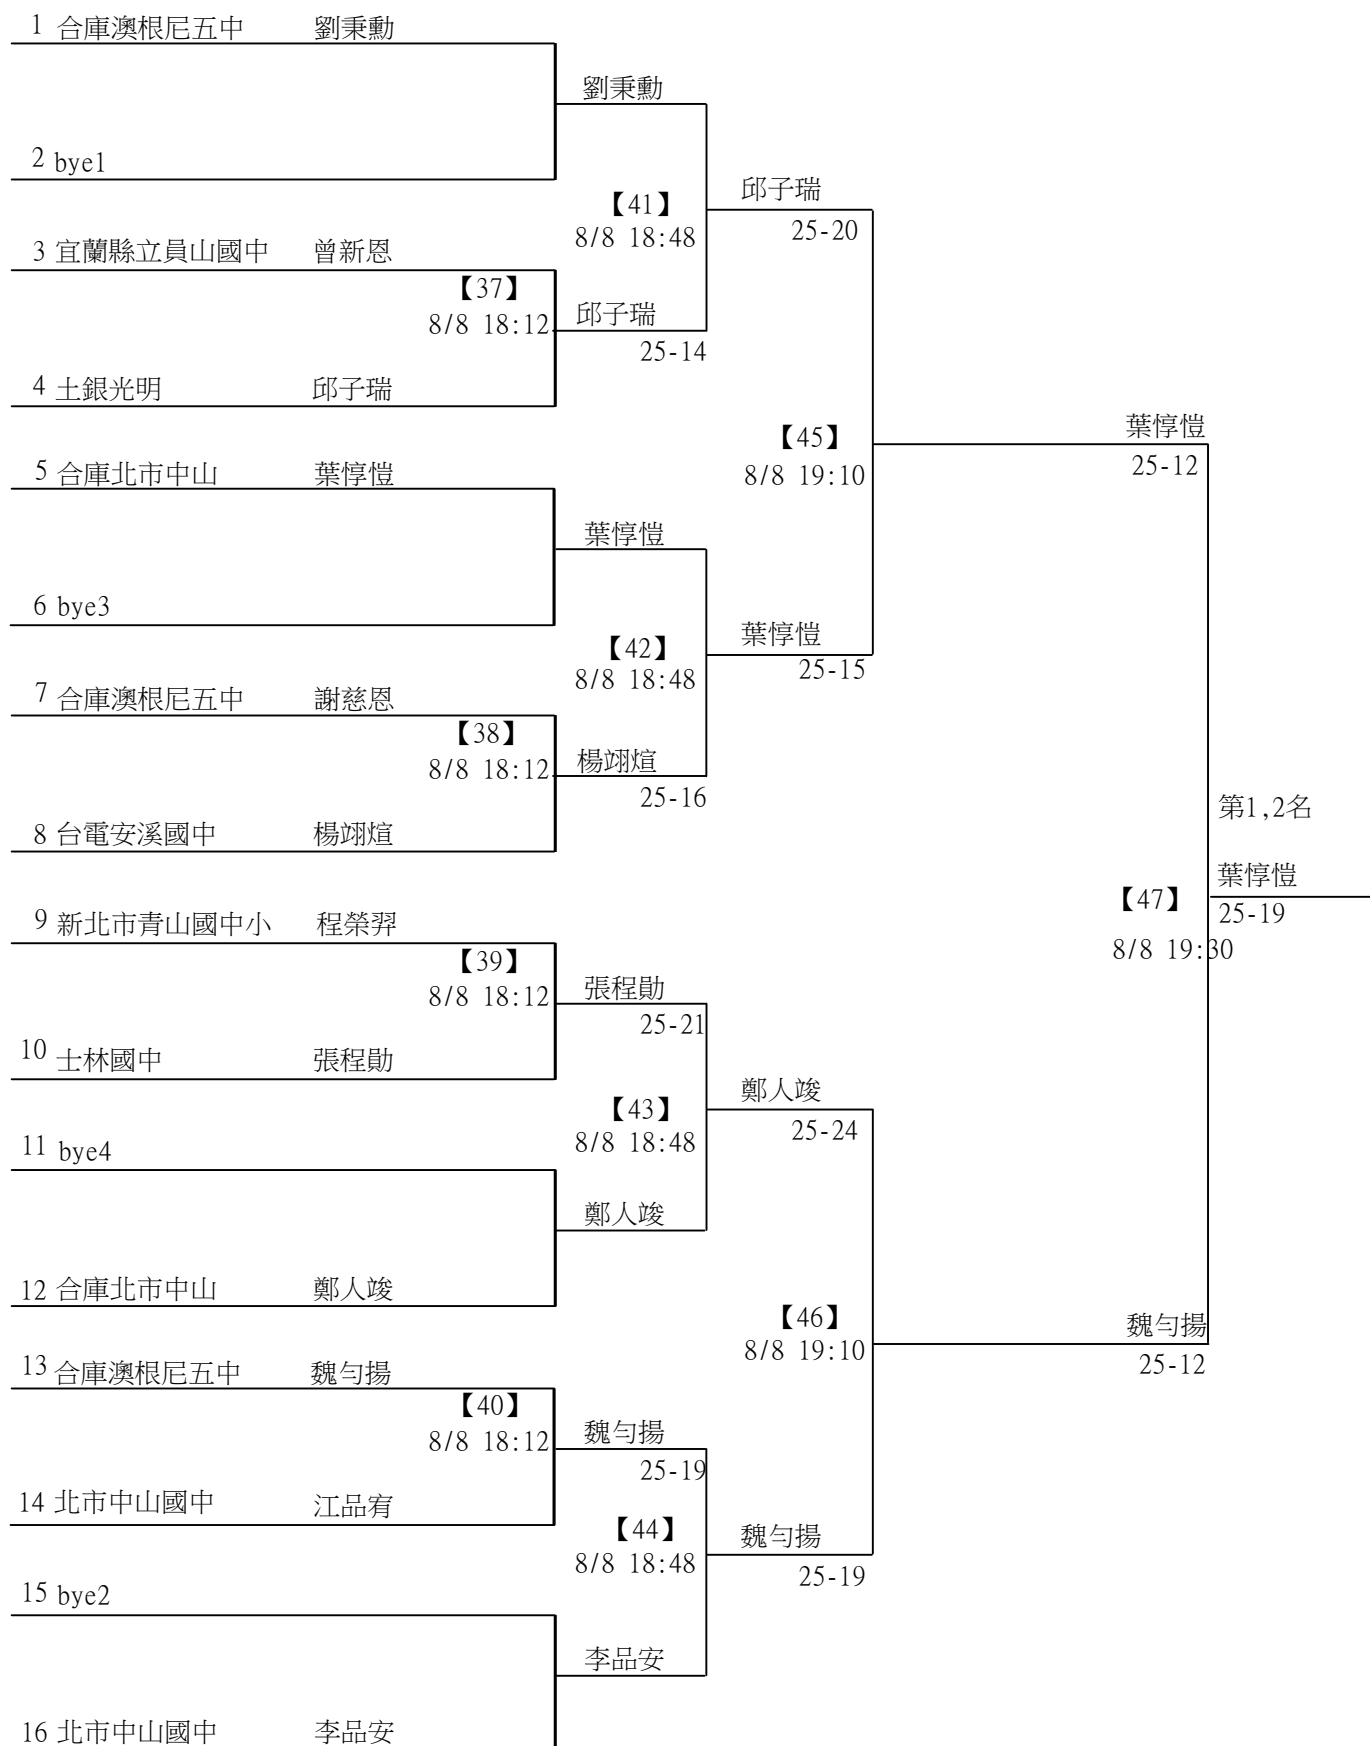 1 合庫澳根尼五中 劉秉勳
劉秉勳
2 bye1
【41】
8/8 18:48
邱子瑞
25-20
3 宜蘭縣立員山國中 曾新恩
【37】
8/8 18:12
邱子瑞
25-14
4 土銀光明 邱子瑞
【45】
8/8 19:10
葉惇愷
25-12
5 合庫北市中山 葉惇愷
葉惇愷
6 bye3
【42】
8/8 18:48
葉惇愷
25-15
7 合庫澳根尼五中 謝慈恩
【38】
8/8 18:12
楊翊煊
25-16
8 台電安溪國中 楊翊煊
第1,2名
【47】
8/8 19:30
葉惇愷
25-19
9 新北市青山國中小 程榮羿
【39】
8/8 18:12
張程勛
25-21
10 士林國中 張程勛
【43】
8/8 18:48
鄭人竣
25-24
11 bye4
鄭人竣
12 合庫北市中山 鄭人竣
【46】
8/8 19:10
魏勻揚
25-12
13 合庫澳根尼五中 魏勻揚
【40】
8/8 18:12
魏勻揚
25-19
14 北市中山國中 江品宥
【44】
8/8 18:48
魏勻揚
25-19
15 bye2
李品安
16 北市中山國中 李品安